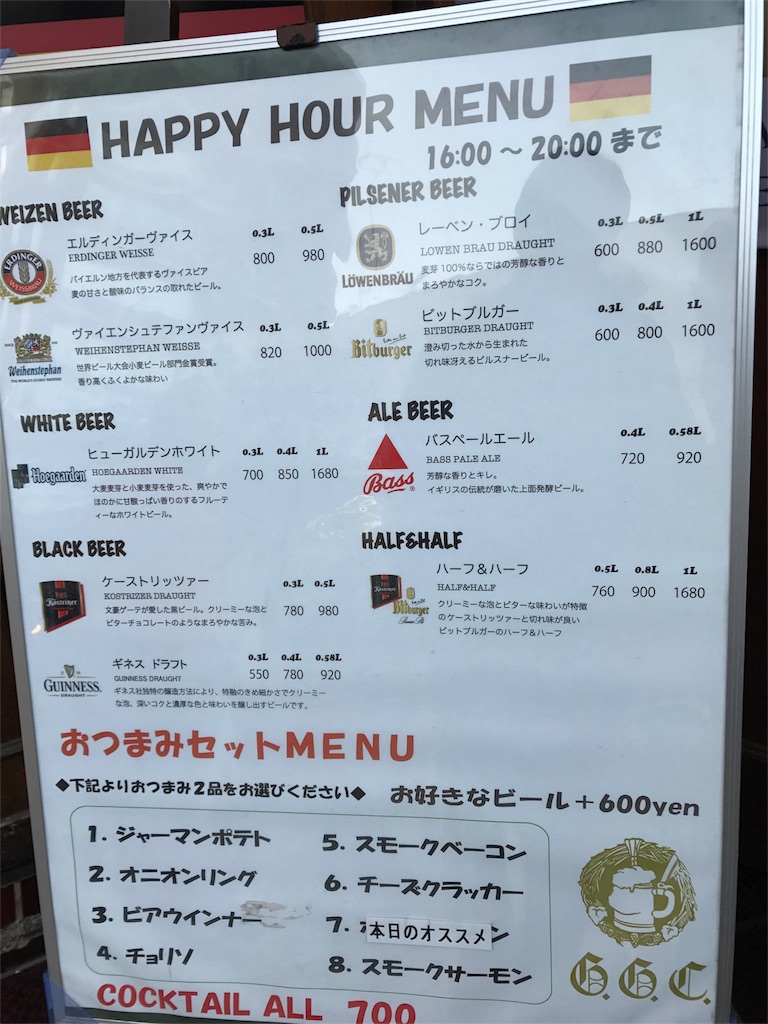 HAPPY HOUR MENU
16:00 ～ 20:00 まで
WEIZEN BEER
ERDINGER
WEISSBRÄU
エルディンガーヴァイス 0.3L 0.5L
ERDINGER WEISSE 800 980
バイエルン地方を代表するヴァイスビア
麦の甘さと酸味のバランスの取れたビール。
Weihenstephan
ヴァイエンシュテファンヴァイス 0.3L 0.5L
WEIHENSTEPHAN WEISSE 820 1000
世界ビール大会小麦ビール部門金賞受賞。
香り高くふくよかな味わい
WHITE BEER
Hoegaarden
ヒューガルデンホワイト 0.3L 0.4L 1L
HOEGAARDEN WHITE 700 850 1680
大麦麦芽と小麦麦芽を使った、爽やかで
ほのかに甘酸っぱい香りのするフルーテ
ィーなホワイトビール。
BLACK BEER
Köstritzer
ケーストリッツァー 0.3L 0.5L
KOSTRIZER DRAUGHT 780 980
文豪ゲーテが愛した黒ビール。クリーミーな泡と
ビターチョコレートのようなまろやかな苦み。
GUINNESS
DRAUGHT
ギネス ドラフト 0.3L 0.4L 0.58L
GUINNESS DRAUGHT 550 780 920
ギネス社独特の醸造方法により、特融のきめ細かさでクリーミー
な泡、深いコクと濃厚な色と味わいを醸し出すビールです。
PILSENER BEER
LÖWENBRÄU
レーベン・ブロイ 0.3L 0.5L 1L
LOWEN BRAU DRAUGHT 600 880 1600
麦芽100％ならではの芳醇な香りと
まろやかなコク。
Bitburger
ビットブルガー 0.3L 0.4L 1L
BITBURGER DRAUGHT 600 800 1600
澄み切った水から生まれた
切れ味冴えるピルスナービール。
ALE BEER
Bass
バスペールエール 0.4L 0.58L
BASS PALE ALE 720 920
芳醇な香りとキレ。
イギリスの伝統が磨いた上面発酵ビール。
HALF&HALF
Köstritzer
Bitburger
ハーフ＆ハーフ 0.5L 0.8L 1L
HALF&HALF 760 900 1680
クリーミーな泡とビターな味わいが特徴
のケーストリッツァーと切れ味が良い
ビットブルガーのハーフ＆ハーフ
おつまみセットMENU
◆下記よりおつまみ2品をお選びください◆ お好きなビール＋600yen
1. ジャーマンポテト
2. オニオンリング
3. ビアウインナー
4. チョリソ
5. スモークベーコン
6. チーズクラッカー
7. 本日のオススメ
8. スモークサーモン
G.G.C.
COCKTAIL ALL 700